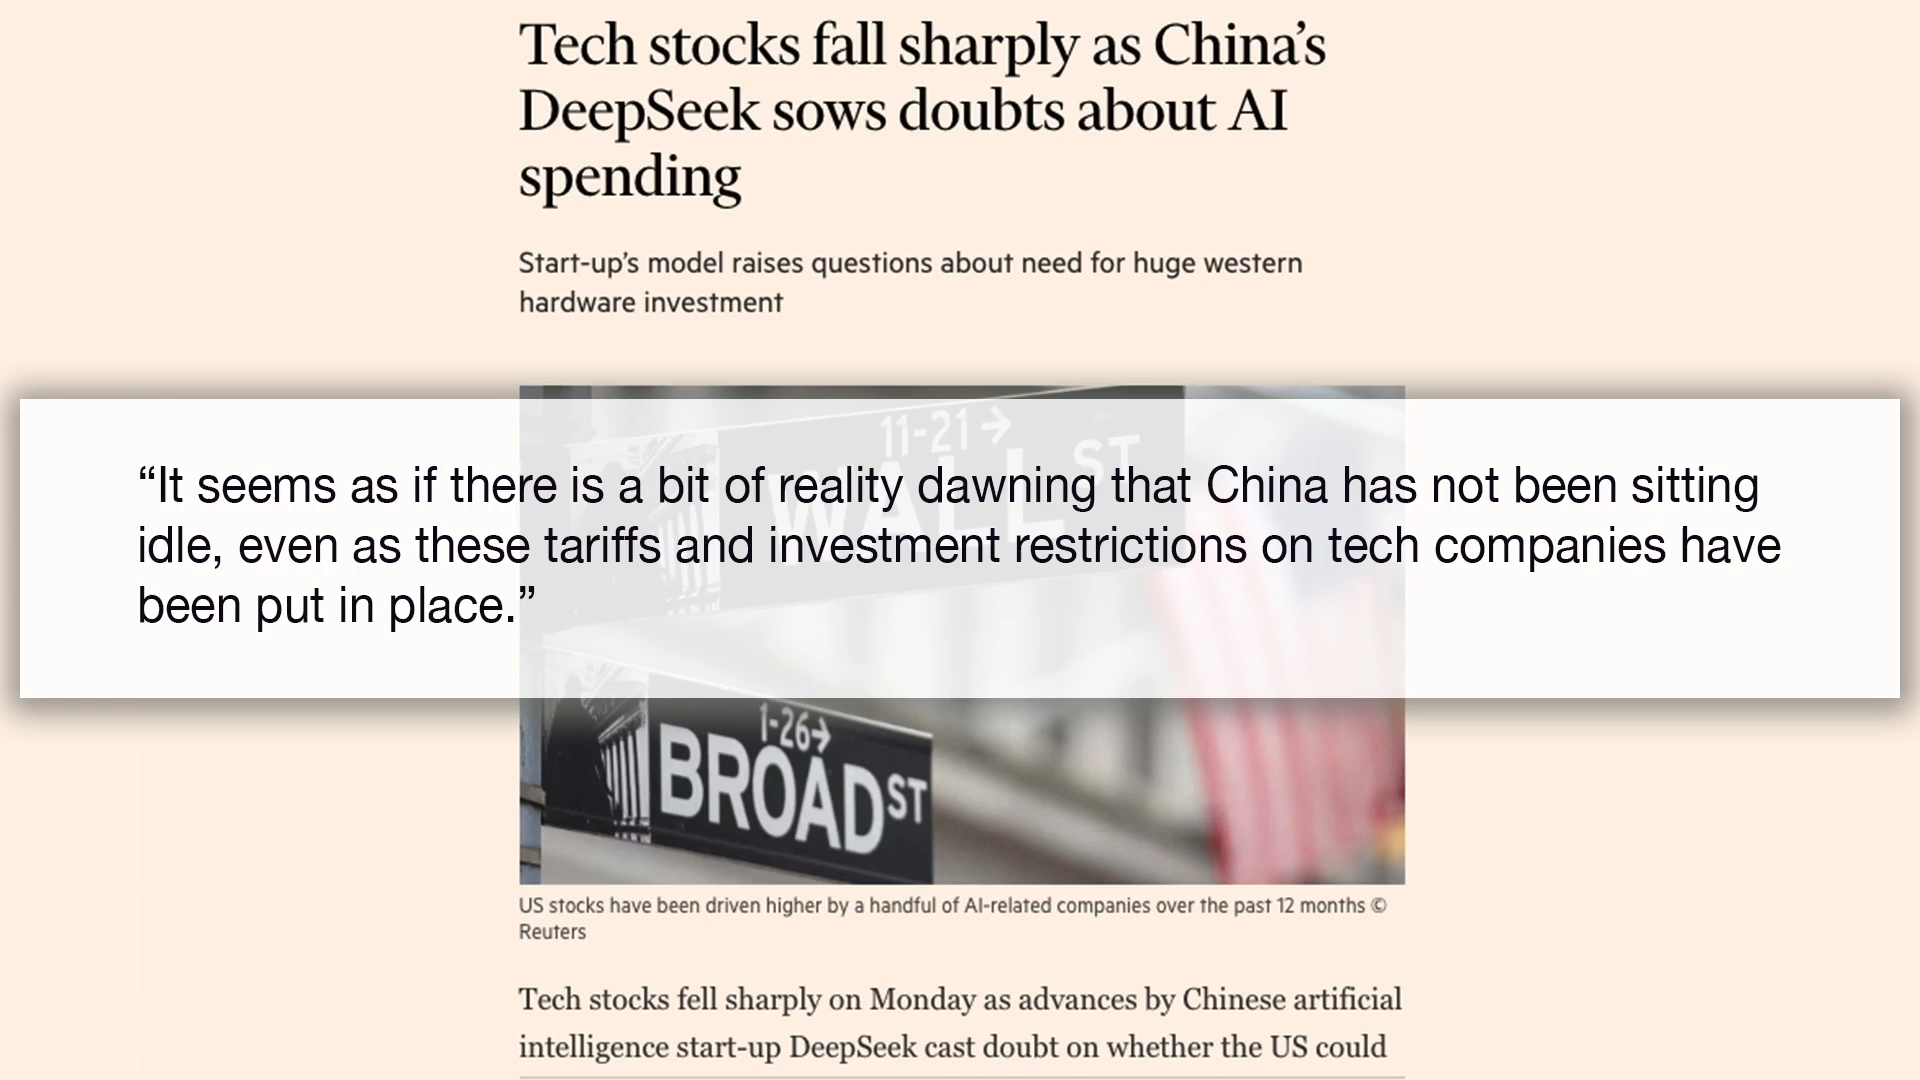 Tech stocks fall sharply as China’s
DeepSeek sows doubts about AI
spending
Start-up’s model raises questions about need for huge western
hardware investment
11-21→
WALL ST
“It seems as if there is a bit of reality dawning that China has not been sitting
idle, even as these tariffs and investment restrictions on tech companies have
been put in place.”
1-26→
BROAD ST
US stocks have been driven higher by a handful of AI-related companies over the past 12 months ©
Reuters
Tech stocks fell sharply on Monday as advances by Chinese artificial
intelligence start-up DeepSeek cast doubt on whether the US could